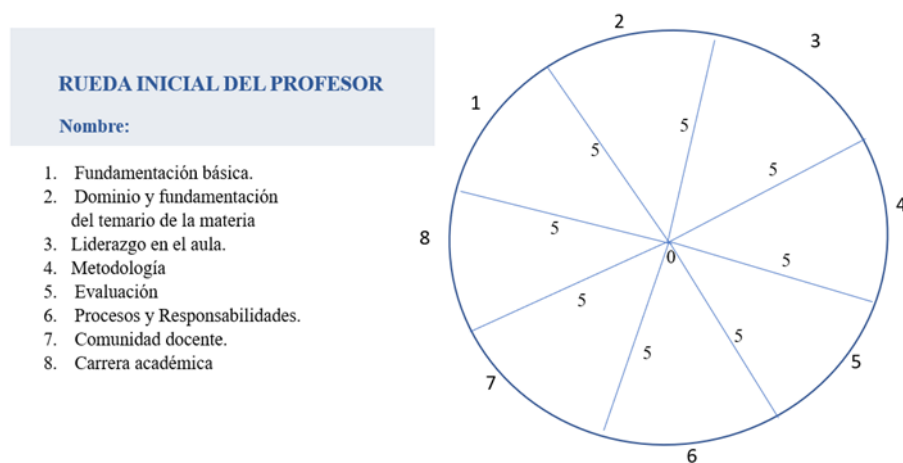 RUEDA INICIAL DEL PROFESOR
Nombre:
1. Fundamentación básica.
2. Dominio y fundamentación
del temario de la materia
3. Liderazgo en el aula.
4. Metodología
5. Evaluación
6. Procesos y Responsabilidades.
7. Comunidad docente.
8. Carrera académica
2
3
1
5
5
5
4
8
5
0
5
5
5
5
5
7
6